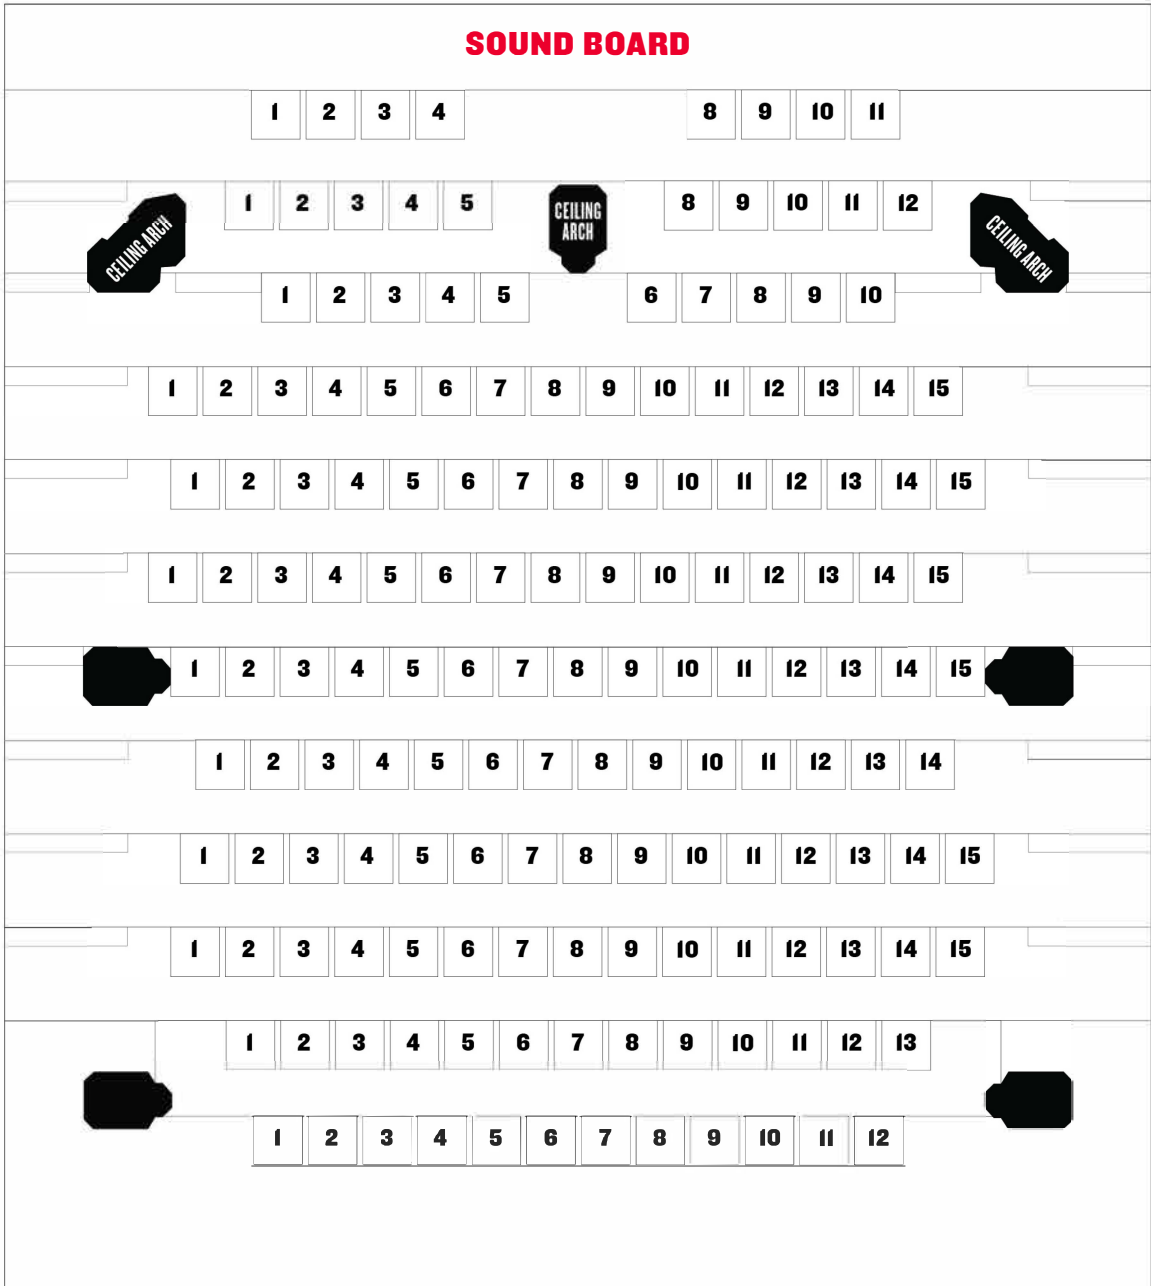 SOUND BOARD
1 2 3 4 8 9 10 11
1 2 3 4 5 CEILING ARCH 8 9 10 11 12
CEILING ARCH
CEILING ARCH
1 2 3 4 5 6 7 8 9 10
1 2 3 4 5 6 7 8 9 10 11 12 13 14 15
1 2 3 4 5 6 7 8 9 10 11 12 13 14 15
1 2 3 4 5 6 7 8 9 10 11 12 13 14 15
1 2 3 4 5 6 7 8 9 10 11 12 13 14 15
1 2 3 4 5 6 7 8 9 10 11 12 13 14
1 2 3 4 5 6 7 8 9 10 11 12 13 14 15
1 2 3 4 5 6 7 8 9 10 11 12 13 14 15
1 2 3 4 5 6 7 8 9 10 11 12 13
1 2 3 4 5 6 7 8 9 10 11 12